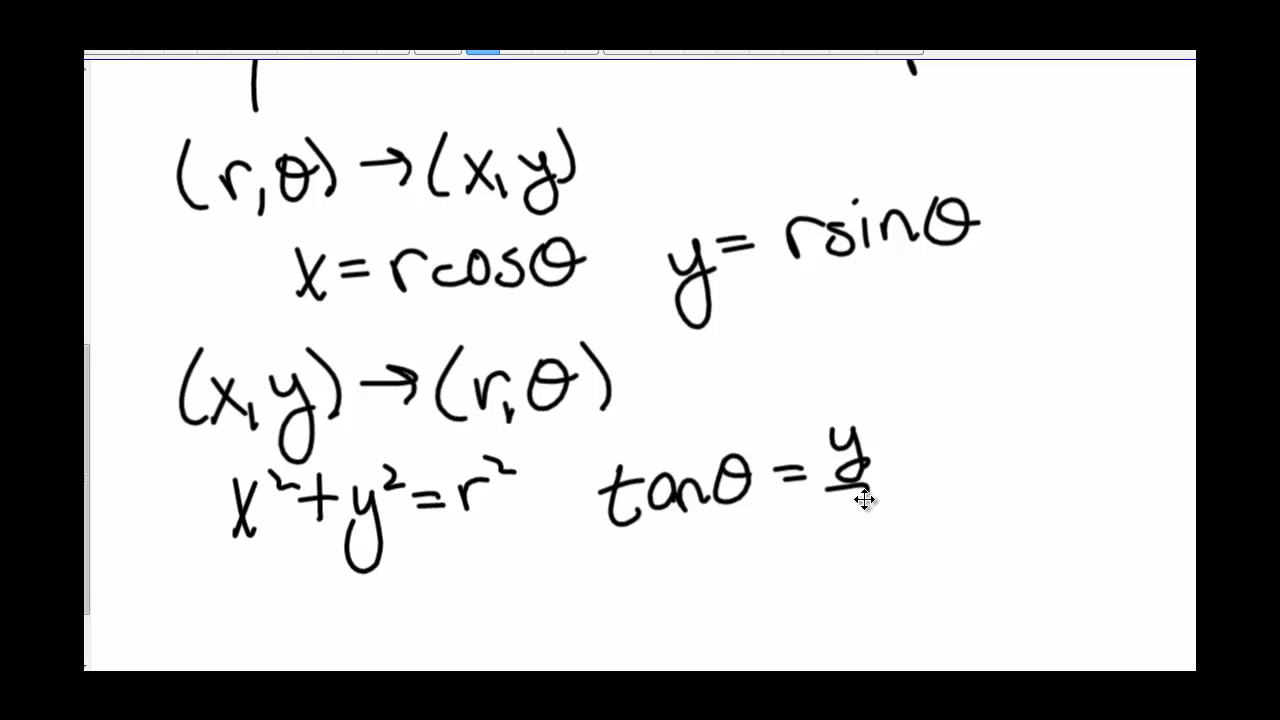 (r,θ) → (x,y)
x = rcosθ y = rsinθ
(x,y) → (r,θ)
x² + y² = r² tanθ = y